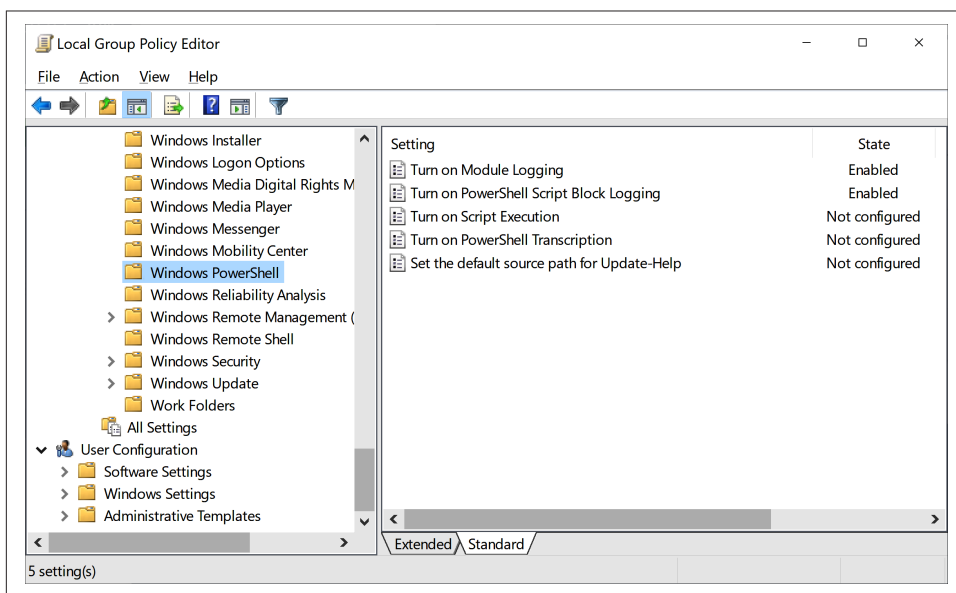 Local Group Policy Editor
File Action View Help
Windows Installer
Windows Logon Options
Windows Media Digital Rights M
Windows Media Player
Windows Messenger
Windows Mobility Center
Windows PowerShell
Windows Reliability Analysis
Windows Remote Management (
Windows Remote Shell
Windows Security
Windows Update
Work Folders
All Settings
User Configuration
Software Settings
Windows Settings
Administrative Templates
Setting State
Turn on Module Logging Enabled
Turn on PowerShell Script Block Logging Enabled
Turn on Script Execution Not configured
Turn on PowerShell Transcription Not configured
Set the default source path for Update-Help Not configured
Extended Standard
5 setting(s)